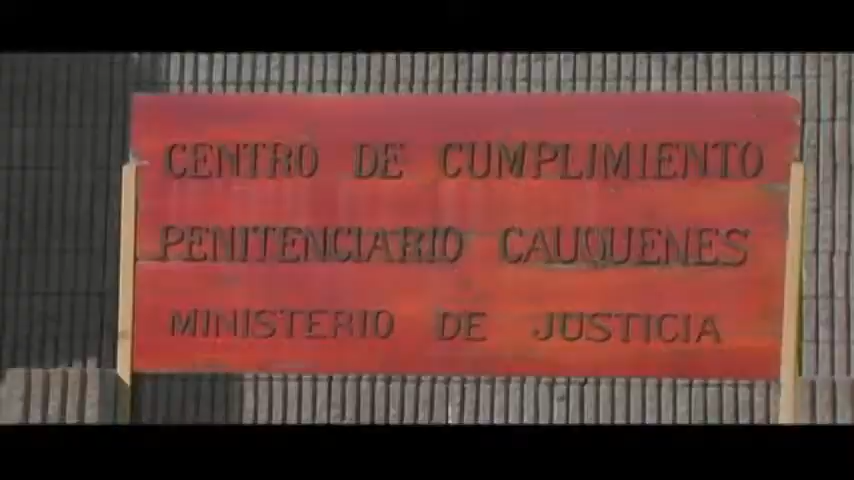 CENTRO DE CUMPLIMIENTO
PENITENCIARIO CAUQUENES
MINISTERIO DE JUSTICIA